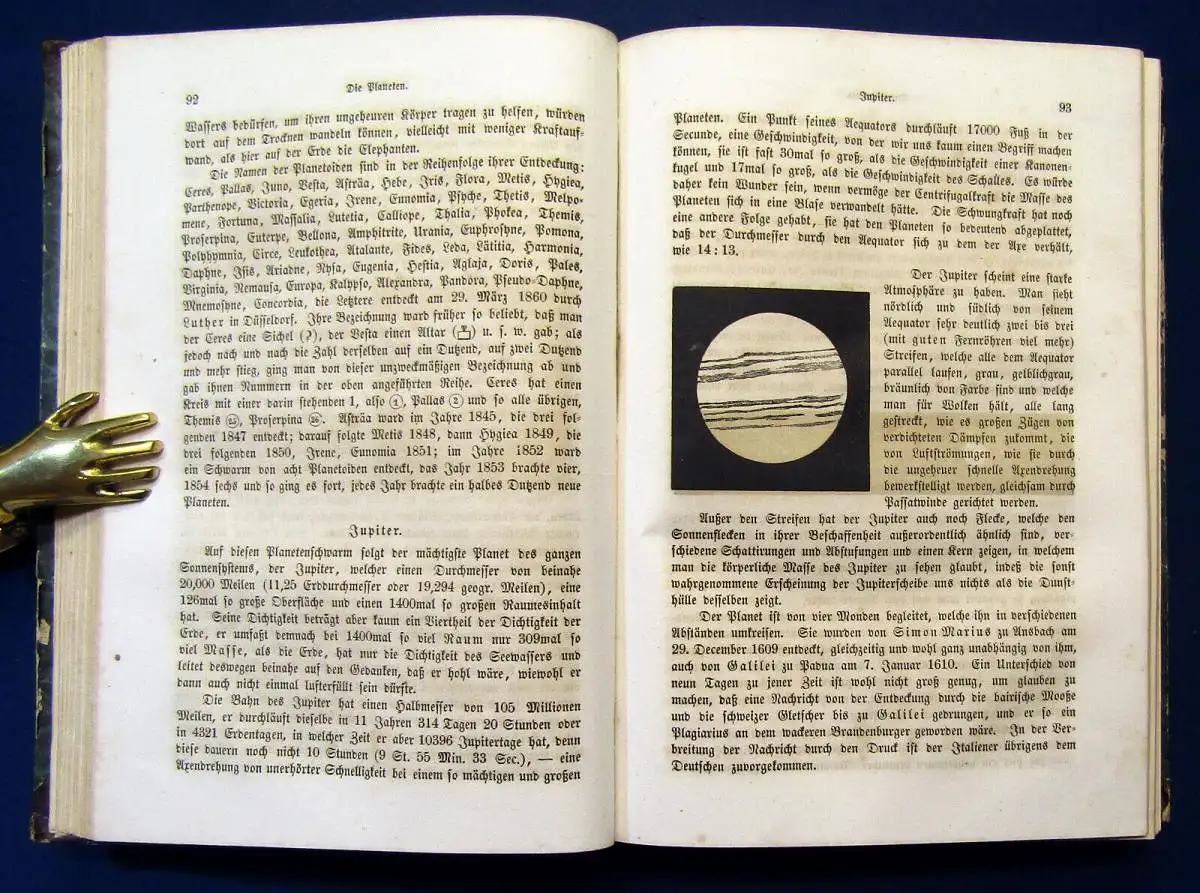 92
Die Planeten.
Wassers bedürfen, um ihren ungeheuren Körper tragen zu helfen, würden
dort auf dem Trocknen wandeln können, vielleicht mit weniger Kraftauf-
wand, als hier auf der Erde die Elephanten.
Die Namen der Planetoiden sind in der Reihenfolge ihrer Entdeckung:
Ceres, Pallas, Juno, Vesta, Asträa, Hebe, Iris, Flora, Metis, Hygiea,
Parthenope, Victoria, Egeria, Irene, Eunomia, Psyche, Thetis, Melpo-
mene, Fortuna, Massalia, Lutetia, Calliope, Thalia, Phokea, Themis,
Proserpina, Euterpe, Bellona, Amphitrite, Urania, Euphrosyne, Pomona,
Polyhymnia, Circe, Leukothea, Atalante, Fides, Leda, Lätitia, Harmonia,
Daphne, Isis, Ariadne, Nysa, Eugenia, Hestia, Aglaja, Doris, Pales,
Virginia, Nemausa, Europa, Kalypso, Alexandra, Pandora, Pseudo-Daphne,
Mnemosyne, Concordia, die Letztere entdeckt am 29. März 1860 durch
Luther in Düsseldorf. Ihre Bezeichnung ward früher so beliebt, daß man
der Ceres eine Sichel (⚳), der Vesta einen Altar () u. s. w. gab; als
jedoch nach und nach die Zahl derselben auf ein Dutzend, auf zwei Dutzend
und mehr stieg, ging man von dieser unzweckmäßigen Bezeichnung ab und
gab ihnen Nummern in der oben angeführten Reihe. Ceres hat einen
Kreis mit einer darin stehenden 1, also ①, Pallas ② und so alle übrigen,
Themis ㉕, Proserpina ㉖. Asträa ward im Jahre 1845, die drei fol-
genden 1847 entdeckt; darauf folgte Metis 1848, dann Hygiea 1849, die
drei folgenden 1850, Irene, Eunomia 1851; im Jahre 1852 ward
ein Schwarm von acht Planetoiden entdeckt, das Jahr 1853 brachte vier,
1854 sechs und so ging es fort, jedes Jahr brachte ein halbes Dutzend neue
Planeten.
Jupiter.
Auf diesen Planetenschwarm folgt der mächtigste Planet des ganzen
Sonnensystems, der Jupiter, welcher einen Durchmesser von beinahe
20,000 Meilen (11,25 Erddurchmesser oder 19,294 geogr. Meilen), eine
126mal so große Oberfläche und einen 1400mal so großen Raumesinhalt
hat. Seine Dichtigkeit beträgt aber kaum ein Viertheil der Dichtigkeit der
Erde, er umfaßt demnach bei 1400mal so viel Raum nur 309mal so
viel Masse, als die Erde, hat nur die Dichtigkeit des Seewassers und
leitet deswegen beinahe auf den Gedanken, daß er hohl wäre, wiewohl er
dann auch nicht einmal lufterfüllt sein dürfte.
Die Bahn des Jupiter hat einen Halbmesser von 105 Millionen
Meilen, er durchläuft dieselbe in 11 Jahren 314 Tagen 20 Stunden oder
in 4321 Erdentagen, in welcher Zeit er aber 10396 Jupitertage hat, denn
diese dauern noch nicht 10 Stunden (9 St. 55 Min. 33 Sec.), — eine
Axendrehung von unerhörter Schnelligkeit bei einem so mächtigen und großen
Jupiter.
93
Planeten. Ein Punkt seines Aequators durchläuft 17000 Fuß in der
Secunde, eine Geschwindigkeit, von der wir uns kaum einen Begriff machen
können, sie ist fast 30mal so groß, als die Geschwindigkeit einer Kanonen-
kugel und 17mal so groß, als die Geschwindigkeit des Schalles. Es würde
daher kein Wunder sein, wenn vermöge der Centrifugalkraft die Masse des
Planeten sich in eine Blase verwandelt hätte. Die Schwungkraft hat noch
eine andere Folge gehabt, sie hat den Planeten so bedeutend abgeplattet,
daß der Durchmesser durch den Aequator sich zu dem der Axe verhält,
wie 14 : 13.
Der Jupiter scheint eine starke
Atmosphäre zu haben. Man sieht
nördlich und südlich von seinem
Aequator sehr deutlich zwei bis drei
(mit guten Fernröhren viel mehr)
Streifen, welche alle dem Aequator
parallel laufen, grau, gelblichgrau,
bräunlich von Farbe sind und welche
man für Wolken hält, alle lang
gestreckt, wie es großen Zügen von
verdichteten Dämpfen zukommt, die
von Luftströmungen, wie sie durch
die ungeheuer schnelle Axendrehung
bewerkstelligt werden, gleichsam durch
Passatwinde gerichtet werden.
Außer den Streifen hat der Jupiter auch noch Flecke, welche den
Sonnenflecken in ihrer Beschaffenheit außerordentlich ähnlich sind, ver-
schiedene Schattirungen und Abstufungen und einen Kern zeigen, in welchem
man die körperliche Masse des Jupiter zu sehen glaubt, indeß die sonst
wahrgenommene Erscheinung der Jupiterscheibe uns nichts als die Dunst-
hülle desselben zeigt.
Der Planet ist von vier Monden begleitet, welche ihn in verschiedenen
Abständen umkreisen. Sie wurden von Simon Marius zu Ansbach am
29. December 1609 entdeckt, gleichzeitig und wohl ganz unabhängig von ihm,
auch von Galilei zu Padua am 7. Januar 1610. Ein Unterschied von
neun Tagen zu jener Zeit ist wohl nicht groß genug, um glauben zu
machen, daß eine Nachricht von der Entdeckung durch die bairische Mooße
und die schweizer Gletscher bis zu Galilei gedrungen, und er so ein
Plagiarius an dem wackeren Brandenburger geworden wäre. In der Ver-
breitung der Nachricht durch den Druck ist der Italiener übrigens dem
Deutschen zuvorgekommen.